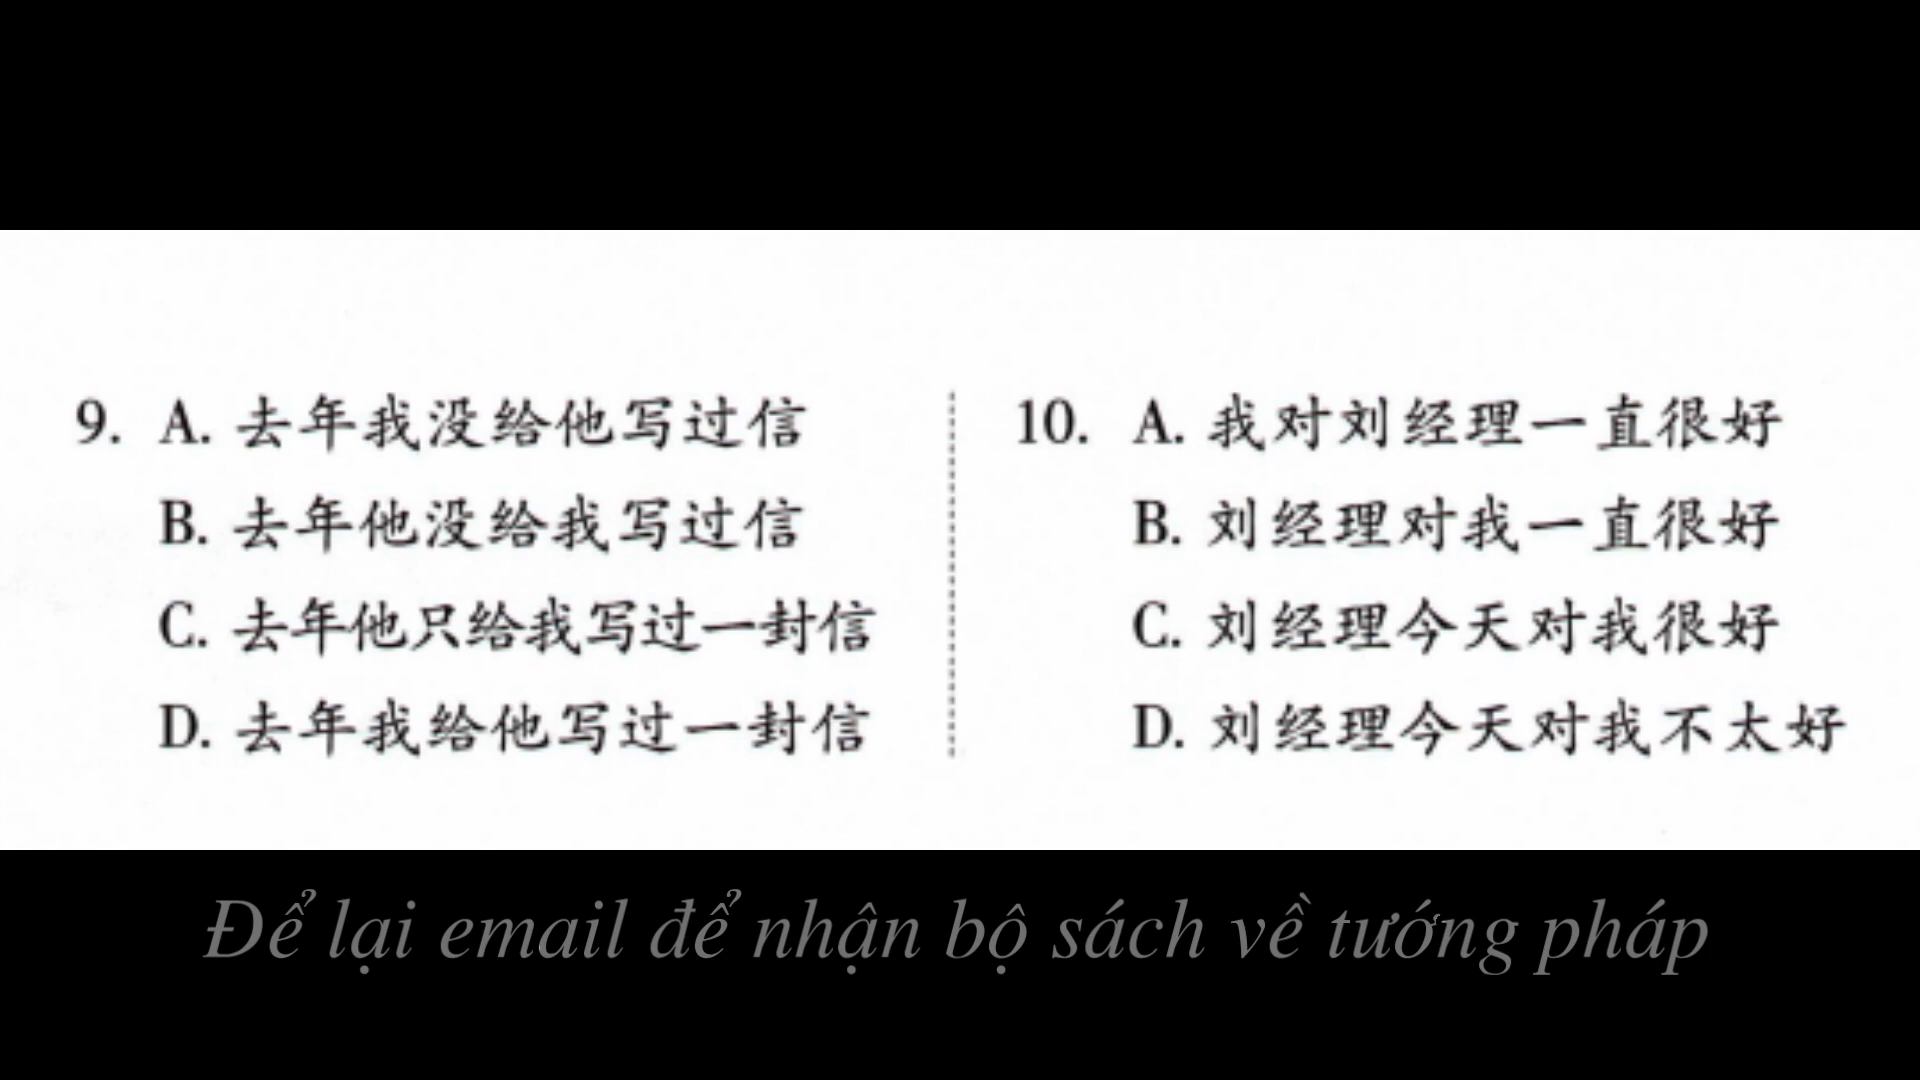 9. A. 去年我没给他写过信
B. 去年他没给我写过信
C. 去年他只给我写过一封信
D. 去年我给他写过一封信
10. A. 我对刘经理一直很好
B. 刘经理对我一直很好
C. 刘经理今天对我很好
D. 刘经理今天对我不太好
Để lại email để nhận bộ sách về tướng pháp